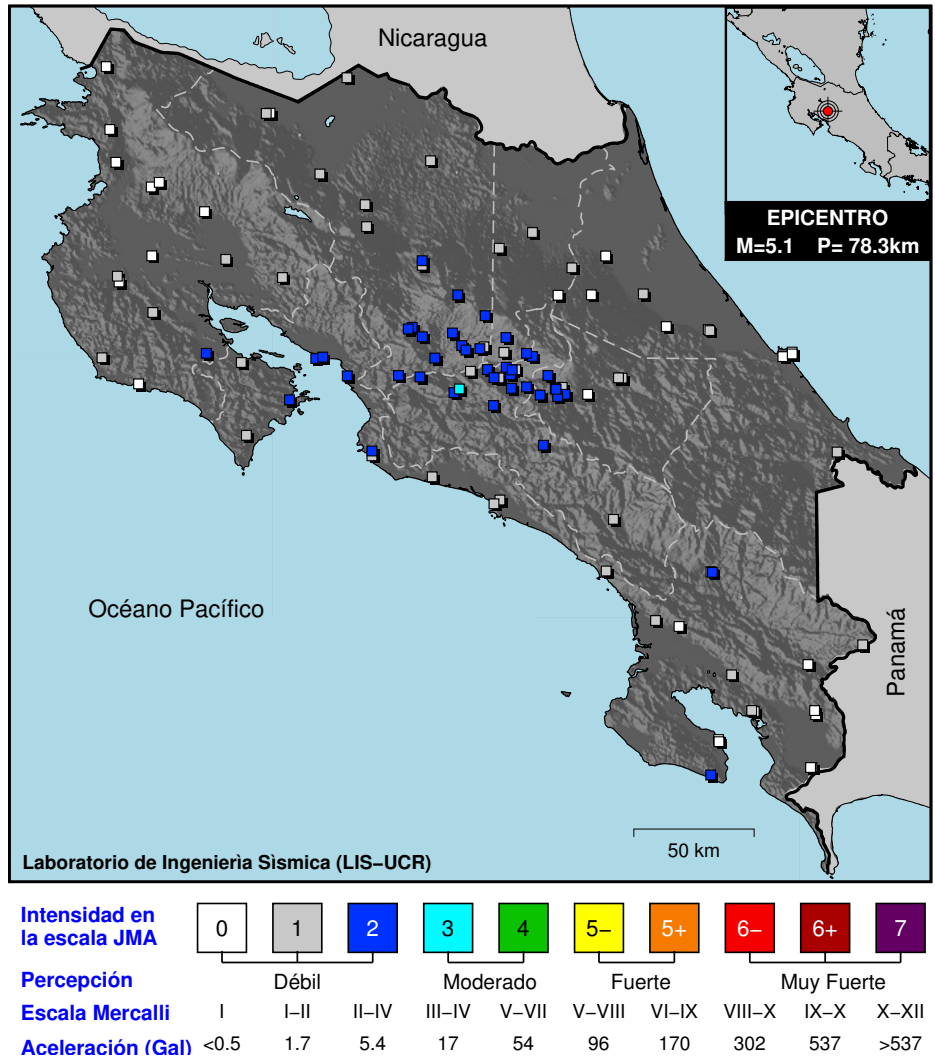 Nicaragua
EPICENTRO
M=5.1 P= 78.3km
Océano Pacífico
Panamá
50 km
Laboratorio de Ingenierìa Sìsmica (LIS–UCR)
Intensidad en
la escala JMA
0 1 2 3 4 5– 5+ 6– 6+ 7
Percepción Débil Moderado Fuerte Muy Fuerte
Escala Mercalli I I–II II–IV III–IV V–VII V–VIII VI–IX VIII–X IX–X X–XII
Aceleración (Gal) <0.5 1.7 5.4 17 54 96 170 302 537 >537